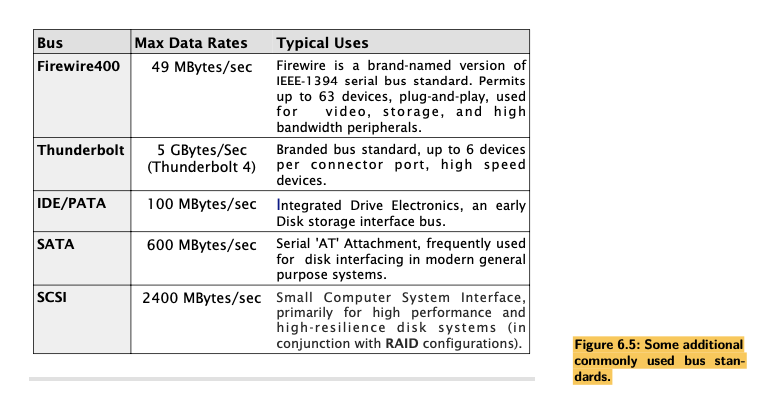 Bus Max Data Rates Typical Uses
Firewire400 49 MBytes/sec Firewire is a brand-named version of
IEEE-1394 serial bus standard. Permits
up to 63 devices, plug-and-play, used
for video, storage, and high
bandwidth peripherals.
Thunderbolt 5 GBytes/Sec Branded bus standard, up to 6 devices
(Thunderbolt 4) per connector port, high speed
devices.
IDE/PATA 100 MBytes/sec Integrated Drive Electronics, an early
Disk storage interface bus.
SATA 600 MBytes/sec Serial 'AT' Attachment, frequently used
for disk interfacing in modern general
purpose systems.
SCSI 2400 MBytes/sec Small Computer System Interface,
primarily for high performance and
high-resilience disk systems (in
conjunction with RAID configurations).
Figure 6.5: Some additional
commonly used bus stan-
dards.